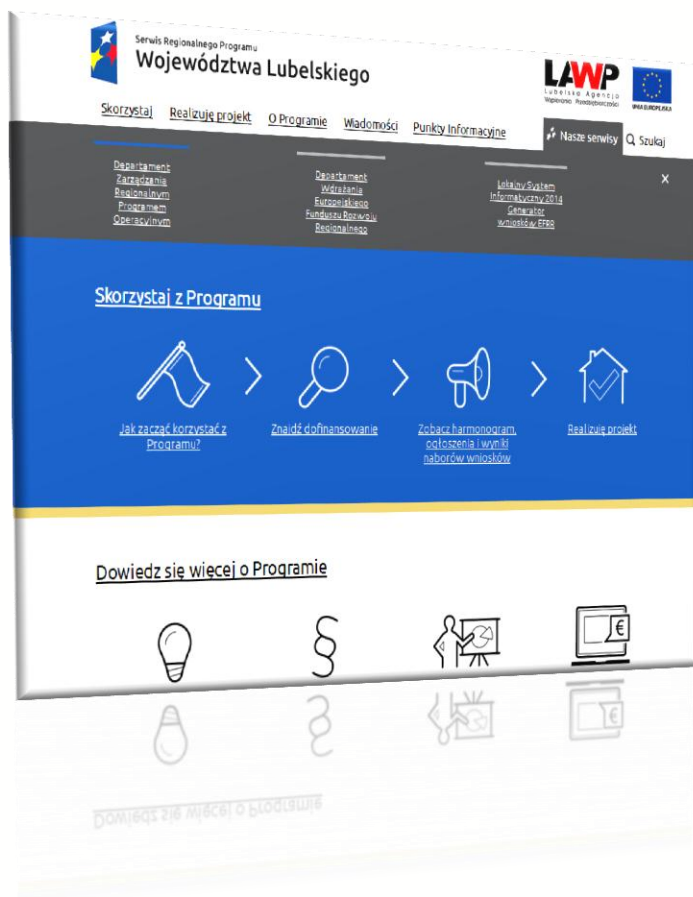 Serwis Regionalnego Programu
Województwa Lubelskiego
LAWP
Lubelska Agencja
Wspierania Przedsiębiorczości
UNIA EUROPEJSKA
Skorzystaj
Realizuję projekt
O Programie
Wiadomości
Punkty Informacyjne
Nasze serwisy
Szukaj
Departament
Zarządzania
Regionalnym
Programem
Operacyjnym
Departament
Wdrażania
Europejskiego
Funduszu Rozwoju
Regionalnego
Lokalny System
Informatyczny 2014
Generator
wniosków EFRR
Skorzystaj z Programu
Jak zacząć korzystać z
Programu?
Znajdź dofinansowanie
Zobacz harmonogram,
ogłoszenia i wyniki
naborów wniosków
Realizuję projekt
Dowiedz się więcej o Programie